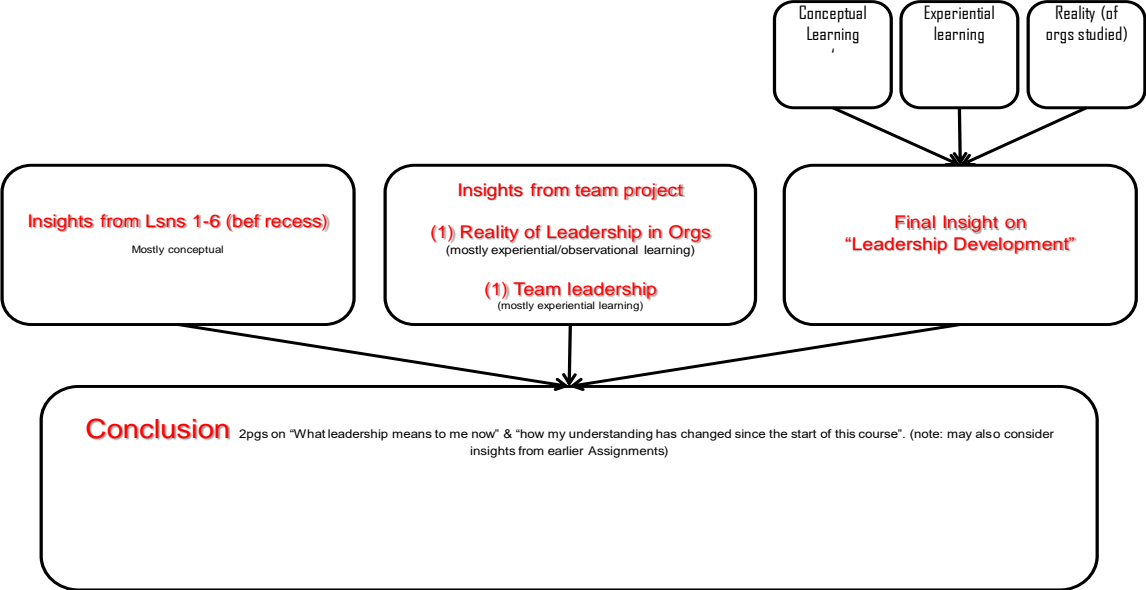 Conceptual
Learning
‘
Experiential
learning
Reality (of
orgs studied)
Insights from Lsns 1-6 (bef recess)
Mostly conceptual
Insights from team project
(1) Reality of Leadership in Orgs
(mostly experiential/observational learning)
(1) Team leadership
(mostly experiential learning)
Final Insight on
“Leadership Development”
Conclusion 2pgs on “What leadership means to me now” & “how my understanding has changed since the start of this course”. (note: may also consider
insights from earlier Assignments)